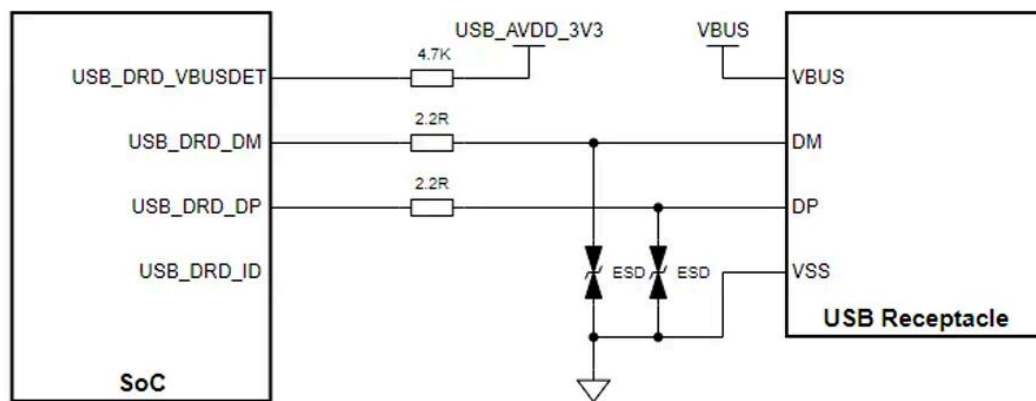 USB_AVDD_3V3
VBUS
4.7K
USB_DRD_VBUSDET
VBUS
2.2R
USB_DRD_DM
DM
2.2R
USB_DRD_DP
DP
USB_DRD_ID
ESD
ESD
VSS
USB Receptacle
SoC